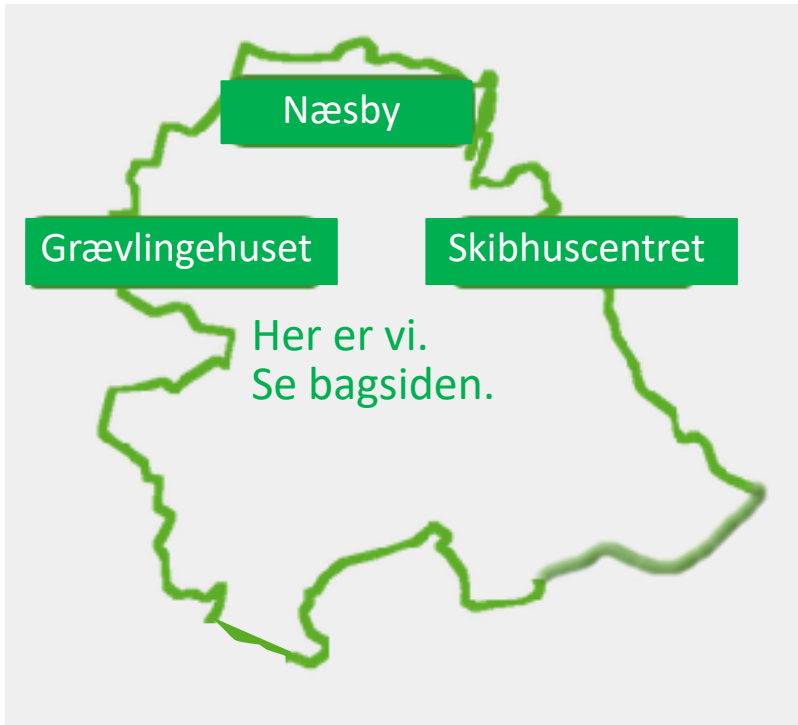 Næsby
Grævlingehuset
Skibhuscentret
Her er vi.
Se bagsiden.